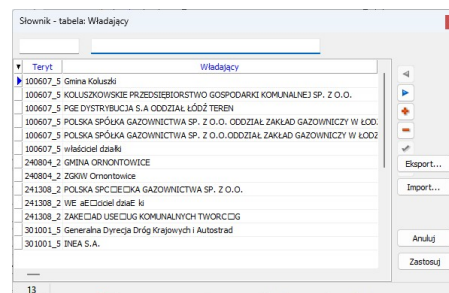 Słownik - tabela: Władający
Teryt Władający
100607_5 Gmina Koluszki
100607_5 KOLUSZKOWSKIE PRZEDSIĘBIORSTWO GOSPODARKI KOMUNALNEJ SP. Z O.O.
100607_5 PGE DYSTRYBUCJA S.A ODDZIAŁ ŁÓDŹ TEREN
100607_5 POLSKA SPÓŁKA GAZOWNICTWA SP. Z O.O. ODDZIAŁ ZAKŁAD GAZOWNICZY W ŁOD
100607_5 POLSKA SPÓŁKA GAZOWNICTWA SP. Z O.O.ODDZIAŁ ZAKŁAD GAZOWNICZY W ŁODZ
100607_5 właściciel działki
240804_2 GMINA ORNONTOWICE
240804_2 ZGKiW Ornontowice
241308_2 POLSKA SPC□E□KA GAZOWNICTWA SP. Z O.O.
241308_2 WE aE□ciciel dziaE ki
241308_2 ZAKE□AD USE□UG KOMUNALNYCH TWORC□G
301001_5 Generalna Dyrecja Dróg Krajowych i Autostrad
301001_5 INEA S.A.
Eksport...
Import...
Anuluj
Zastosuj
13